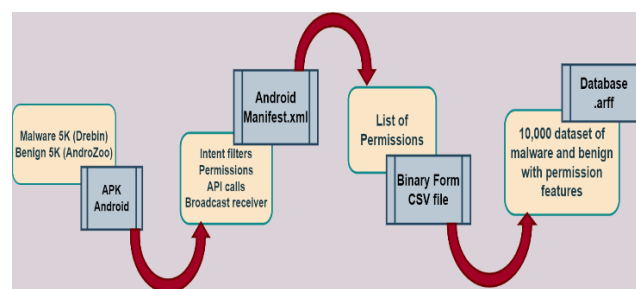 Malware 5K (Drebin)
Benign 5K (AndroZoo)
APK
Android
Android
Manifest.xml
Intent filters
Permissions
API calls
Broadcast receiver
List of
Permissions
Binary Form
CSV file
Database
.arff
10,000 dataset of
malware and benign
with permission
features